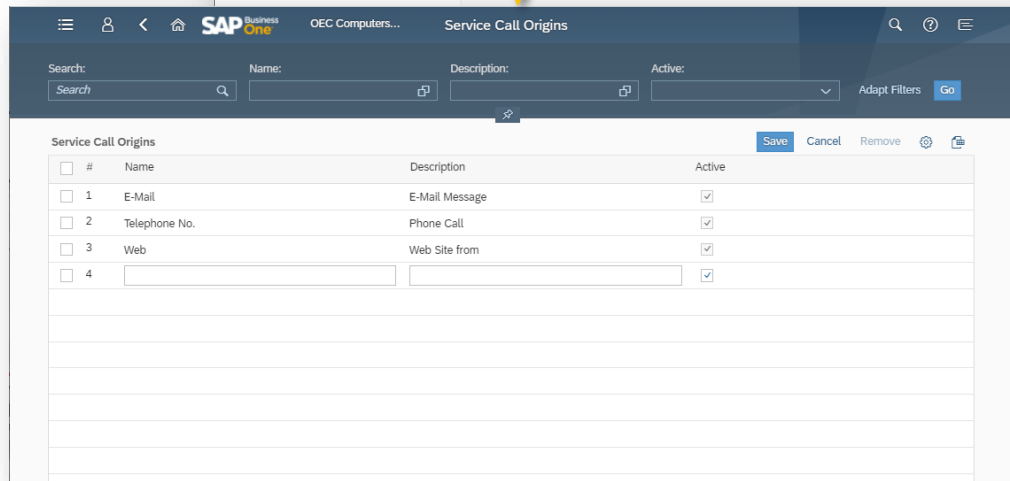 SAP Business One OEC Computers... Service Call Origins
Search: Name: Description: Active:
Search Adapt Filters Go
Service Call Origins Save Cancel Remove
# Name Description Active
1 E-Mail E-Mail Message
2 Telephone No. Phone Call
3 Web Web Site from
4